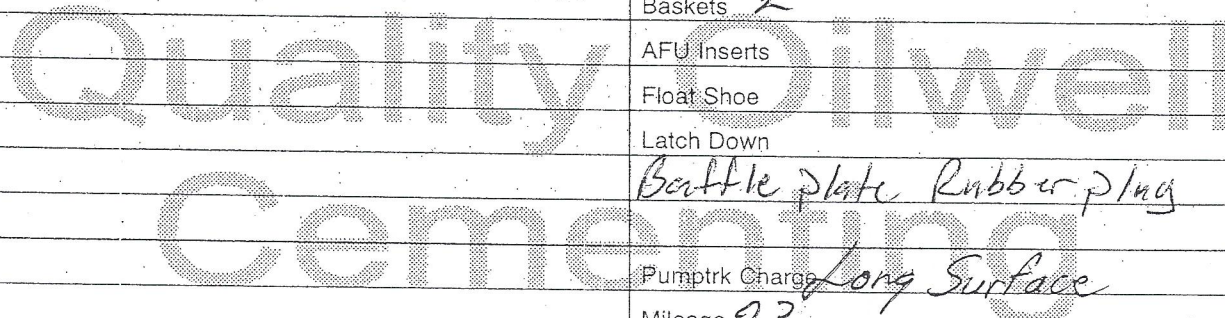 Baskets 2
AFU Inserts
Float Shoe
Latch Down
Baffle plate Rubber plug
Pumptrk Charge Long Surface
Mileage
Quality Oilwell
Cementing